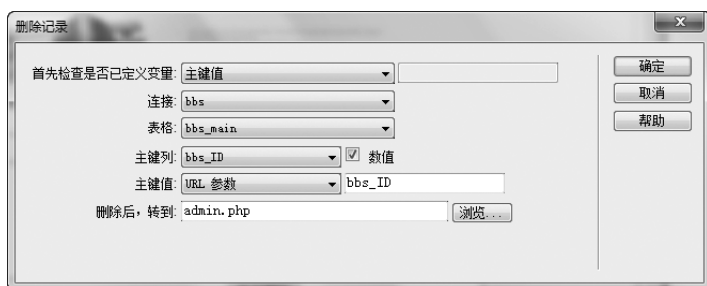 删除记录
首先检查是否已定义变量: 主键值
确定
连接: bbs
取消
表格: bbs_main
帮助
主键列: bbs_ID 数值
主键值: URL 参数 bbs_ID
删除后，转到: admin.php 浏览...